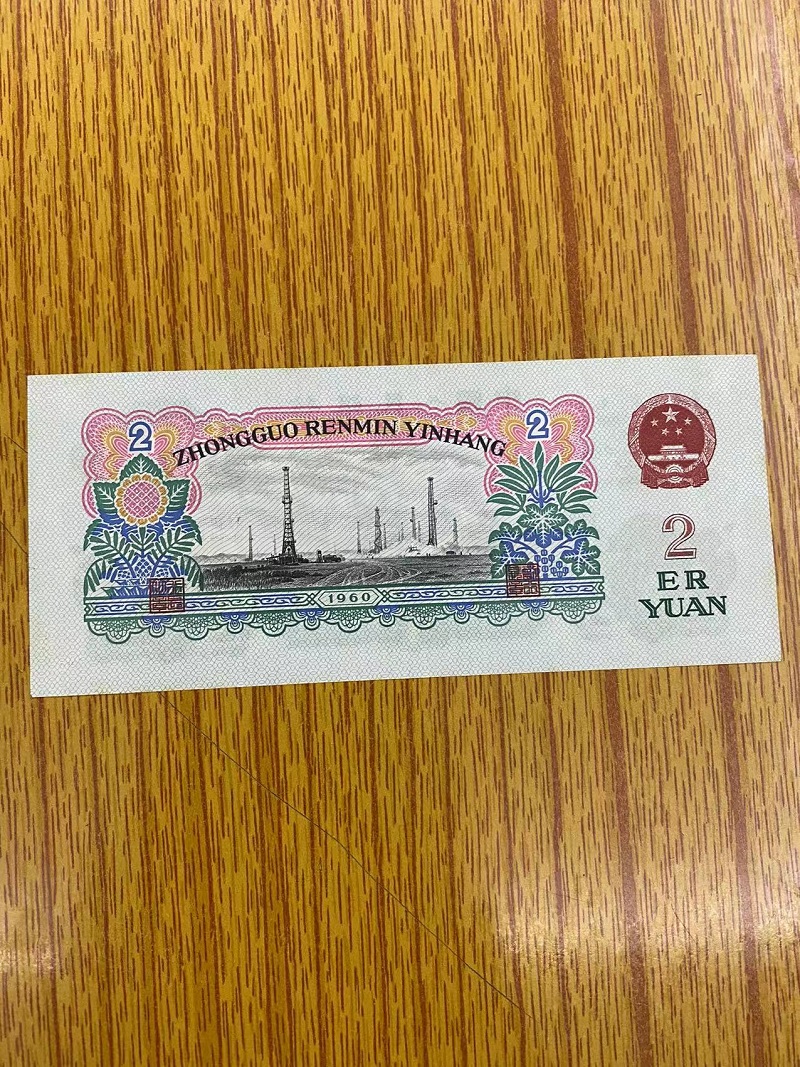 2
2
ZHONGGUO RENMIN YINHANG
1960
2
ER
YUAN